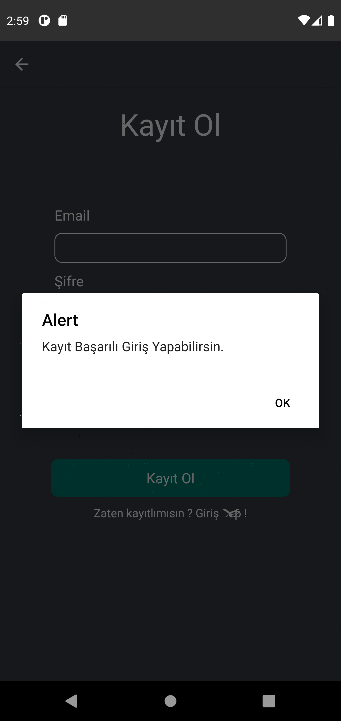 2:59
Kayıt Ol
Email
Şifre
Alert
Kayıt Başarılı Giriş Yapabilirsin.
OK
Kayıt Ol
Zaten kayıtlımısın ? Giriş !